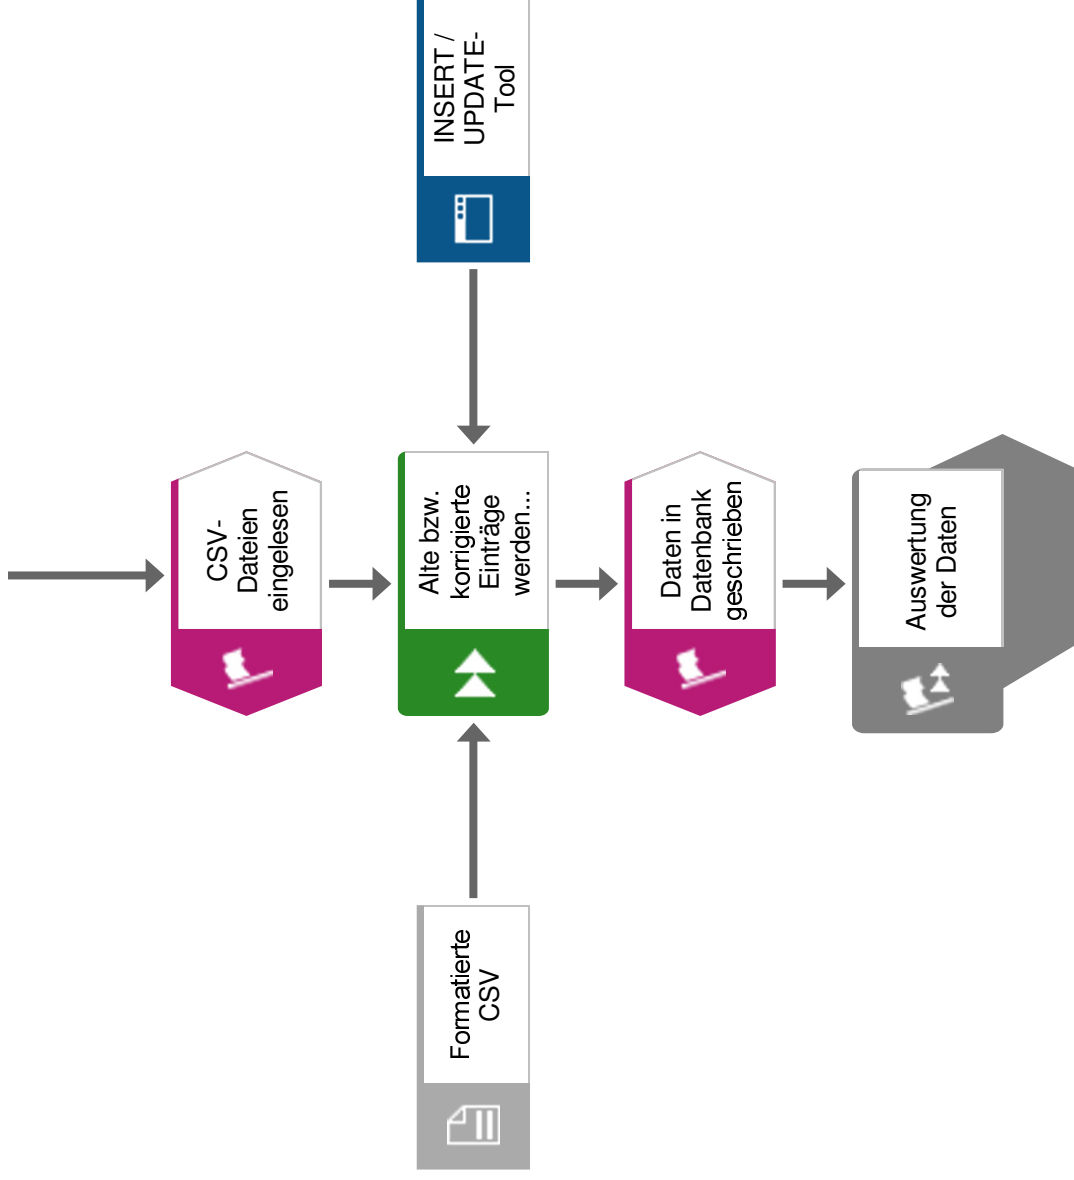 INSERT /
UPDATE-
Tool
CSV-
Dateien
eingelesen
Alte bzw.
korrigierte
Einträge
werden...
Daten in
Datenbank
geschrieben
Auswertung
der Daten
Formatierte
CSV